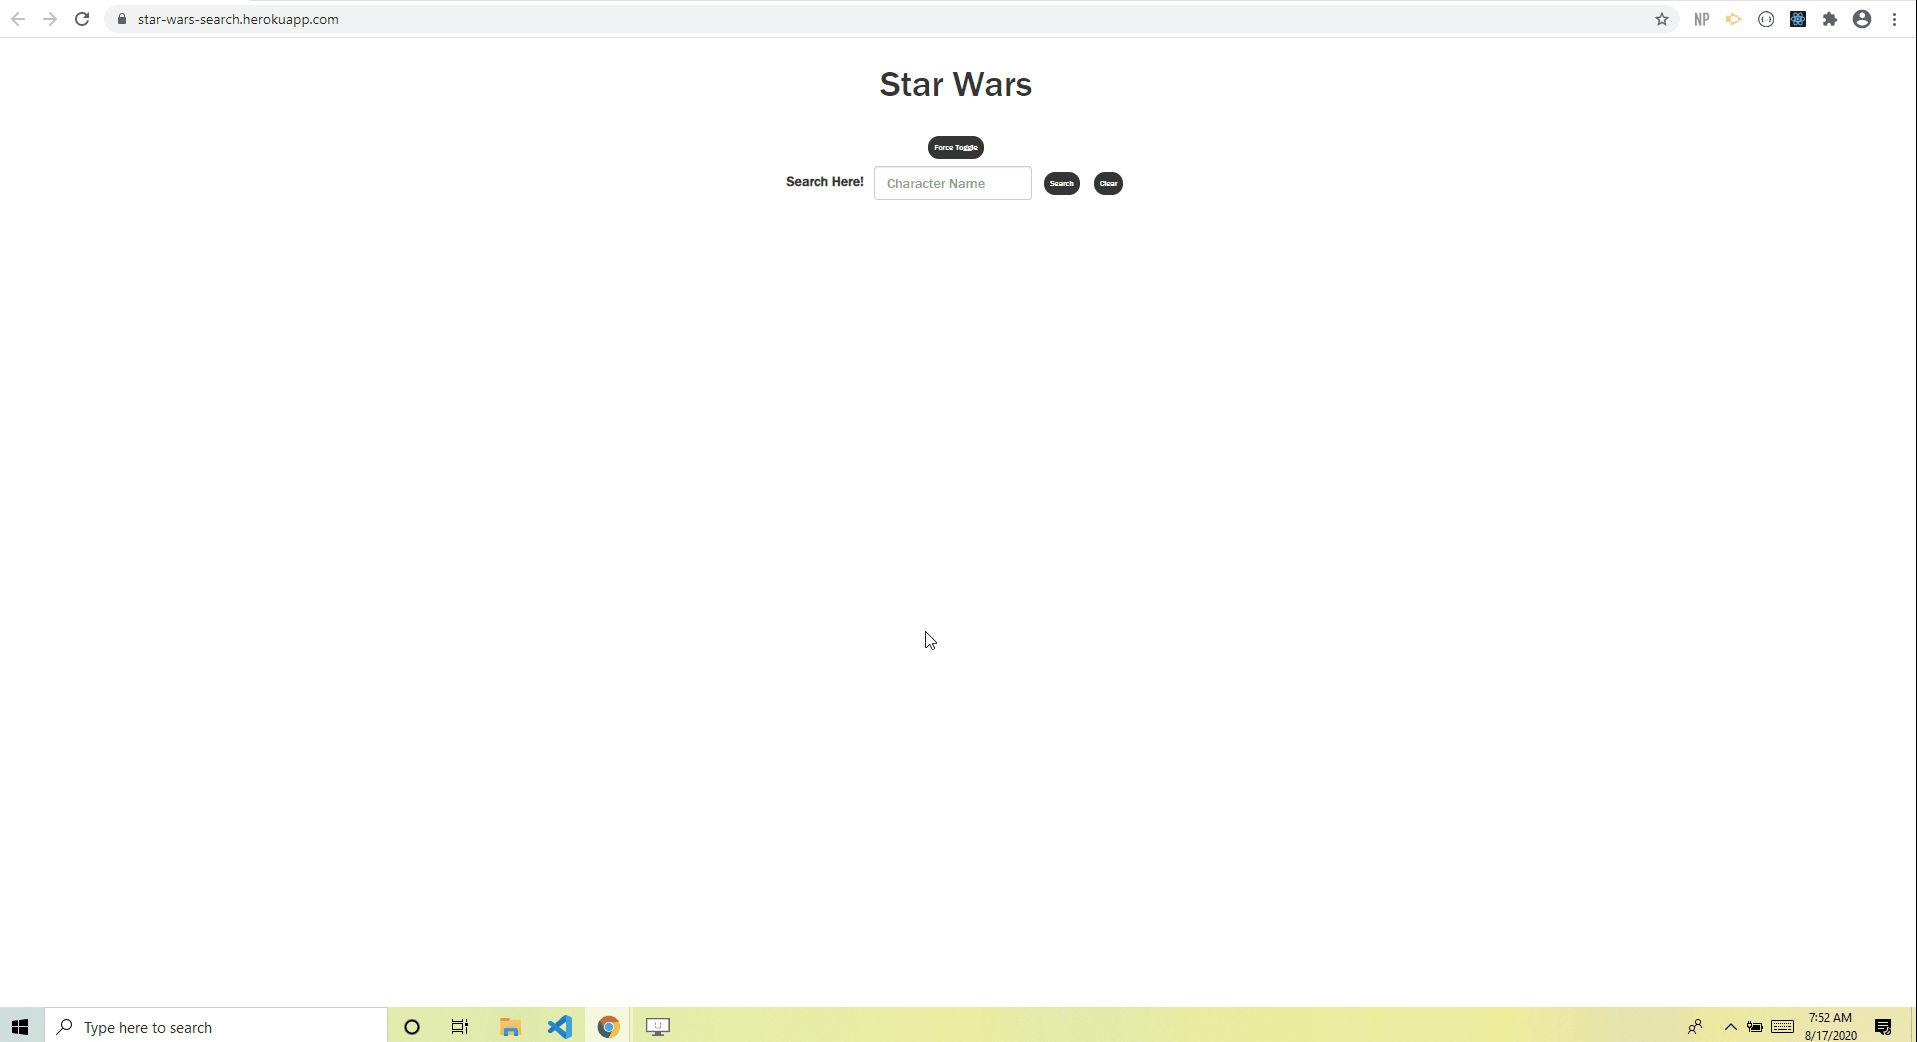 star-wars-search.herokuapp.com
NP
Star Wars
Force Toggle
Search Here! Character Name Search Clear
Type here to search
7:52 AM
8/17/2020